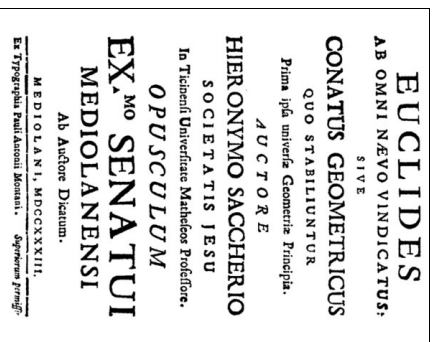 EUCLIDES
AB OMNI NÆVO VINDICATUS:
SIVE
CONATUS GEOMETRICUS
QUO STABILIUNTUR
Prima ipsa universæ Geometriæ Principia.
AUCTORE
HIERONYMO SACCHERIO
SOCIETATIS JESU
In Ticinensi Universitate Matheseos Professore.
OPUSCULUM
EX.MO SENATUI
MEDIOLANENSI
Ab Auctore Dicatum.
MEDIOLANI, MDCCXXXIII.
Ex Typographia Pauli Antonii Montani. Superiorum permissu